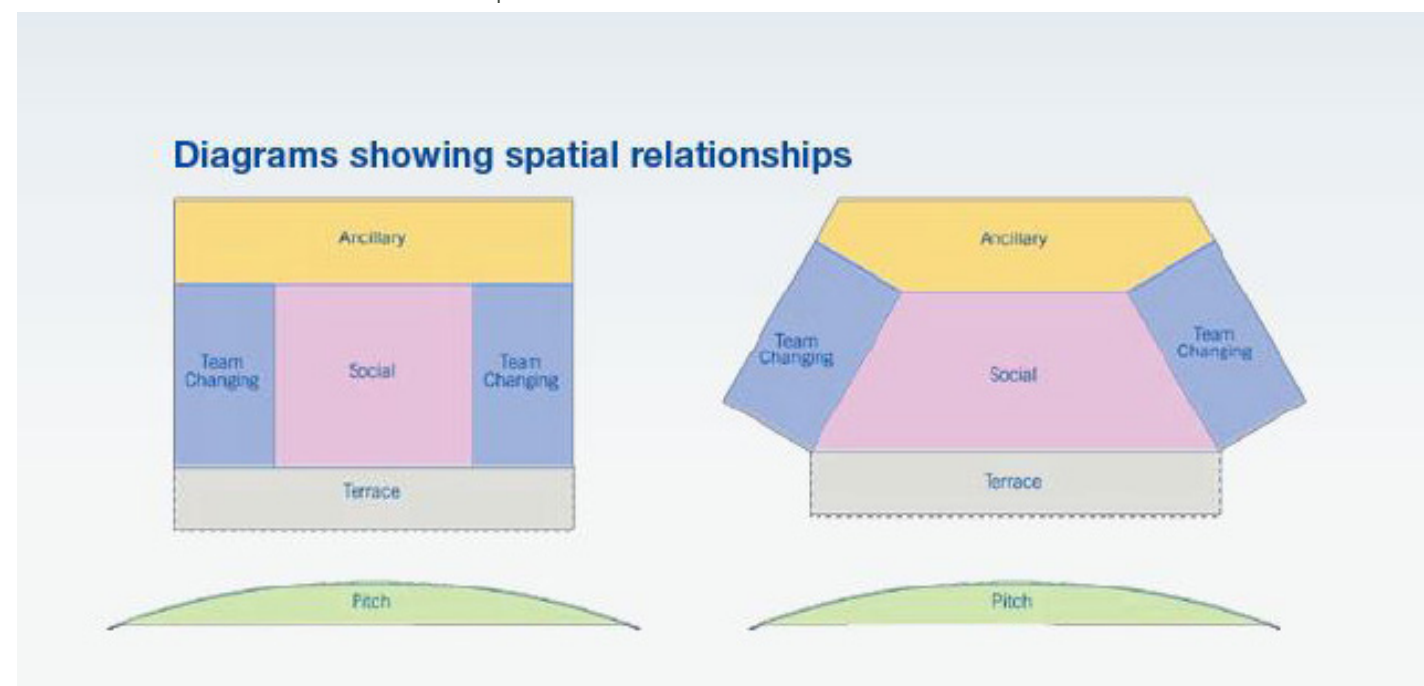 Diagrams showing spatial relationships
Ancillary
Team
Changing
Social
Team
Changing
Terrace
Pitch
Ancillary
Team
Changing
Social
Team
Changing
Terrace
Pitch